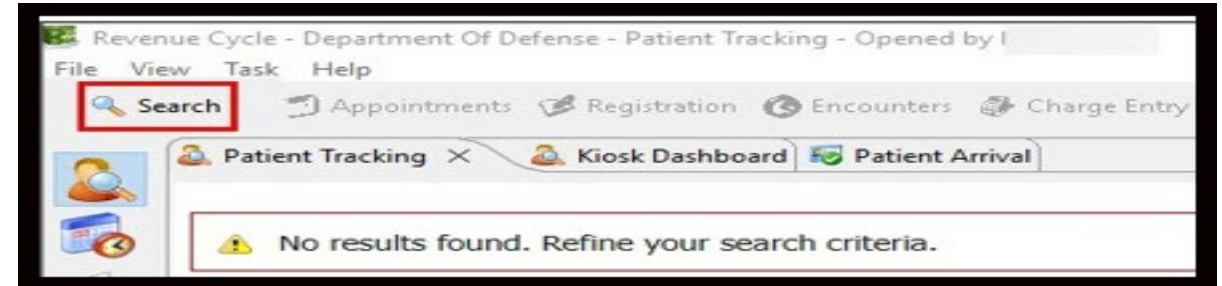 Revenue Cycle - Department Of Defense - Patient Tracking - Opened by
File View Task Help
Search Appointments Registration Encounters Charge Entry
Patient Tracking Kiosk Dashboard Patient Arrival
No results found. Refine your search criteria.